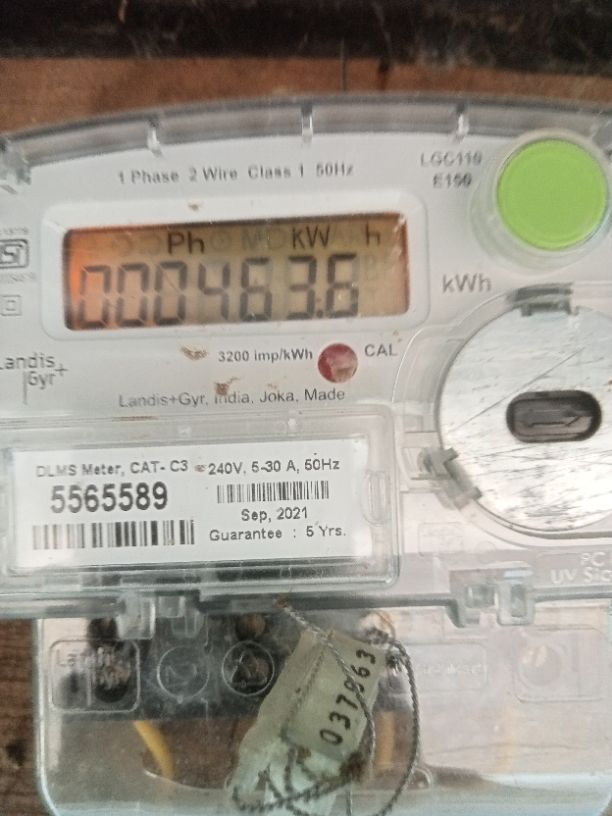 1 Phase 2 Wire Class 1 50Hz
LGC110
E150
Ph M KW h
000463.6
kWh
3200 imp/kWh
CAL
Landis
Gyr+
Landis+Gyr, India, Joka, Made
DLMS Meter, CAT- C3
240V, 5-30 A, 50Hz
5565589
Sep, 2021
Guarantee : 5 Yrs.
037963